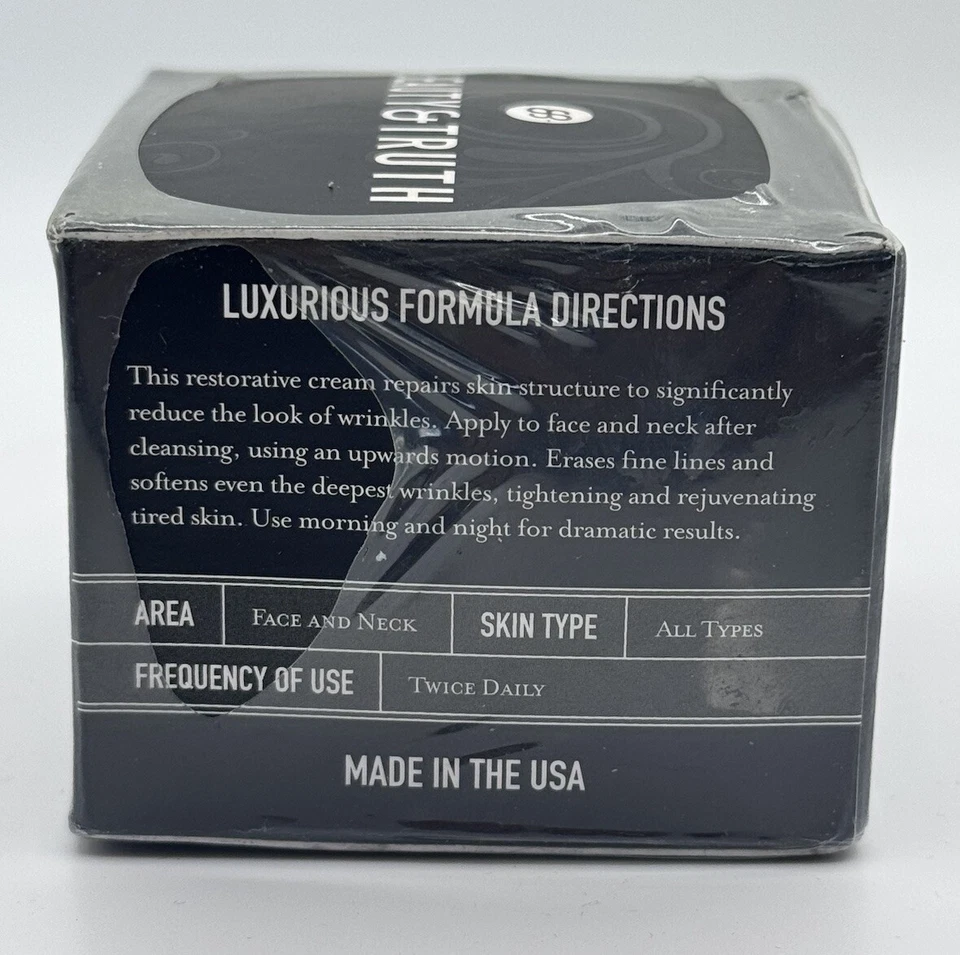 &TRUTH
LUXURIOUS FORMULA DIRECTIONS
This restorative cream repairs skin structure to significantly
reduce the look of wrinkles. Apply to face and neck after
cleansing, using an upwards motion. Erases fine lines and
softens even the deepest wrinkles, tightening and rejuvenating
tired skin. Use morning and night for dramatic results.
AREA FACE AND NECK SKIN TYPE ALL TYPES
FREQUENCY OF USE TWICE DAILY
MADE IN THE USA